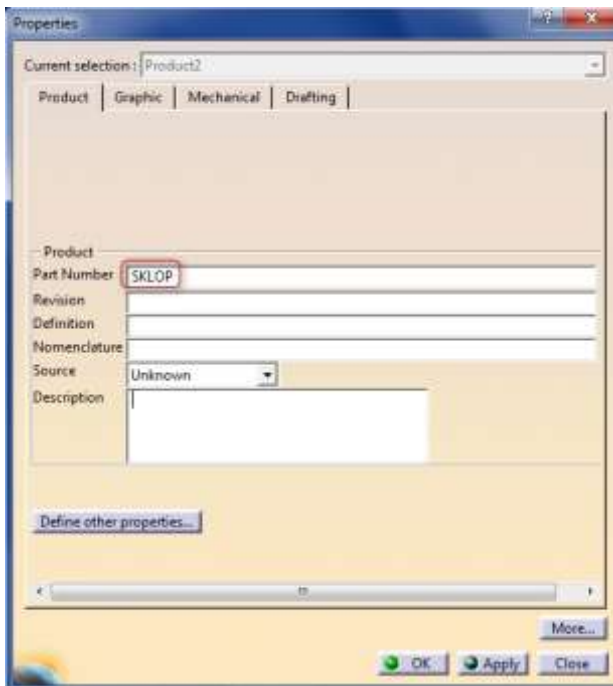 Properties
Current selection : Product2
Product Graphic Mechanical Drafting
Product
Part Number SKLOP
Revision
Definition
Nomenclature
Source Unknown
Description
Define other properties...
More...
OK Apply Close